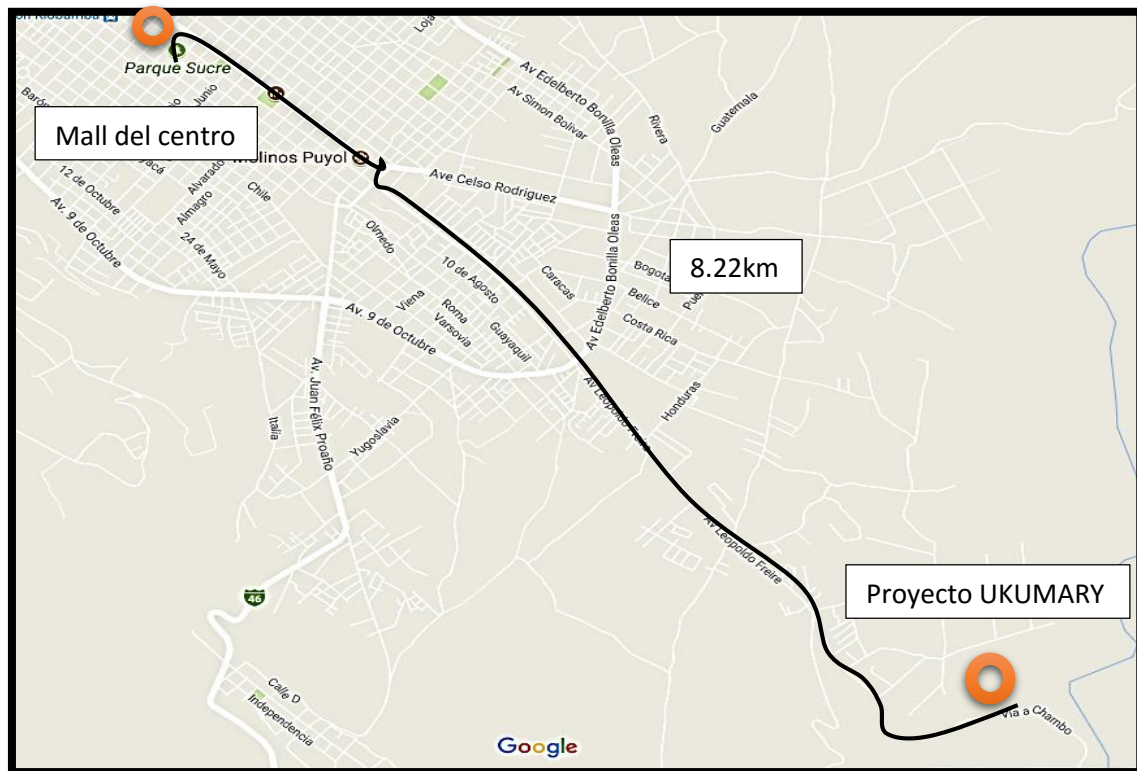 Parque Sucre
Junio
Loja
Mall del centro
Molinos Puyol
Av Edelberto Bonilla Oleas
Av Simon Bolivar
Rivera
Guatemala
Ave Celso Rodriguez
12 de Octubre
Alvarado
Almagro
Chile
24 de Mayo
Av. 9 de Octubre
Olmedo
10 de Agosto
Caracas
Av Edelberto Bonilla Oleas
8.22km
Bogota
Belice
Costa Rica
Viena
Roma
Varsovia
Guayaquil
Av. 9 de Octubre
Av. Juan Félix Proaño
Italia
Yugoslavia
Av Leopoldo Freire
Honduras
Av Leopoldo Freire
46
Proyecto UKUMARY
Calle D
Independencia
Via a Chambo
Google